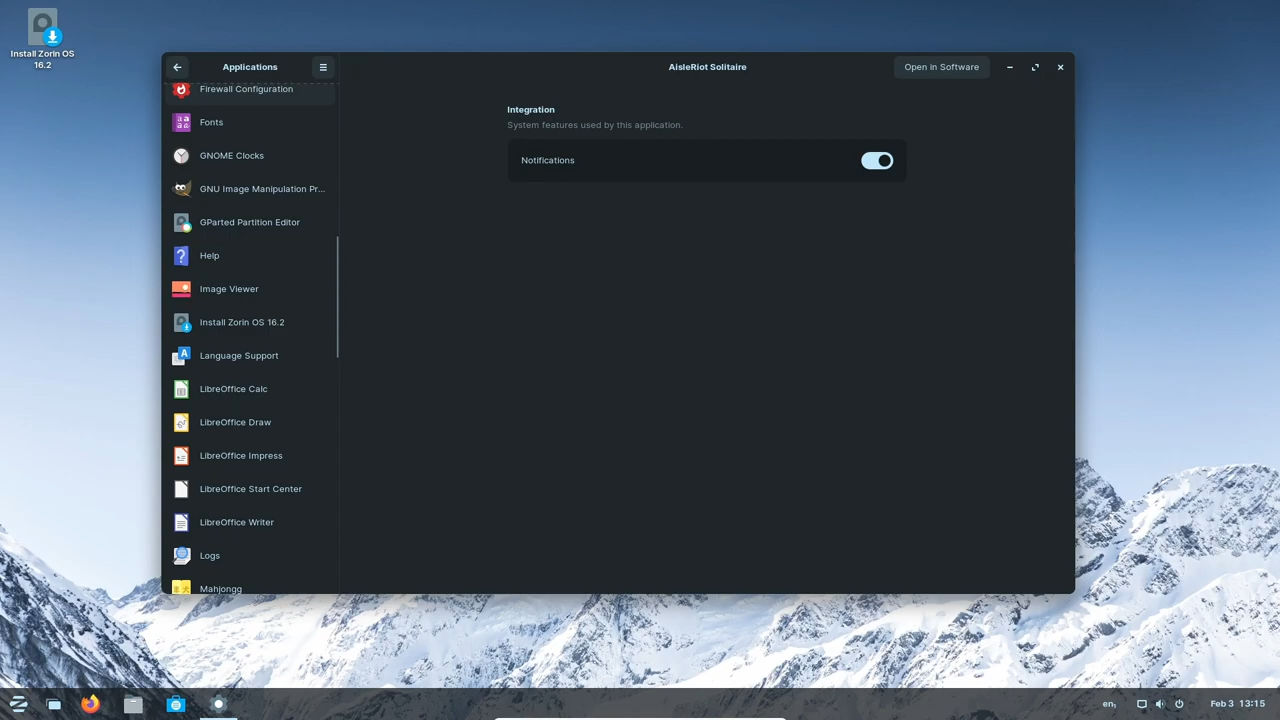 Install Zorin OS
16.2
Applications
AisleRiot Solitaire
Open in Software
Firewall Configuration
Fonts
GNOME Clocks
GNU Image Manipulation Pr...
GParted Partition Editor
Help
Image Viewer
Install Zorin OS 16.2
Language Support
LibreOffice Calc
LibreOffice Draw
LibreOffice Impress
LibreOffice Start Center
LibreOffice Writer
Logs
Mahjongg
Integration
System features used by this application.
Notifications
en₁
Feb 3 13:15